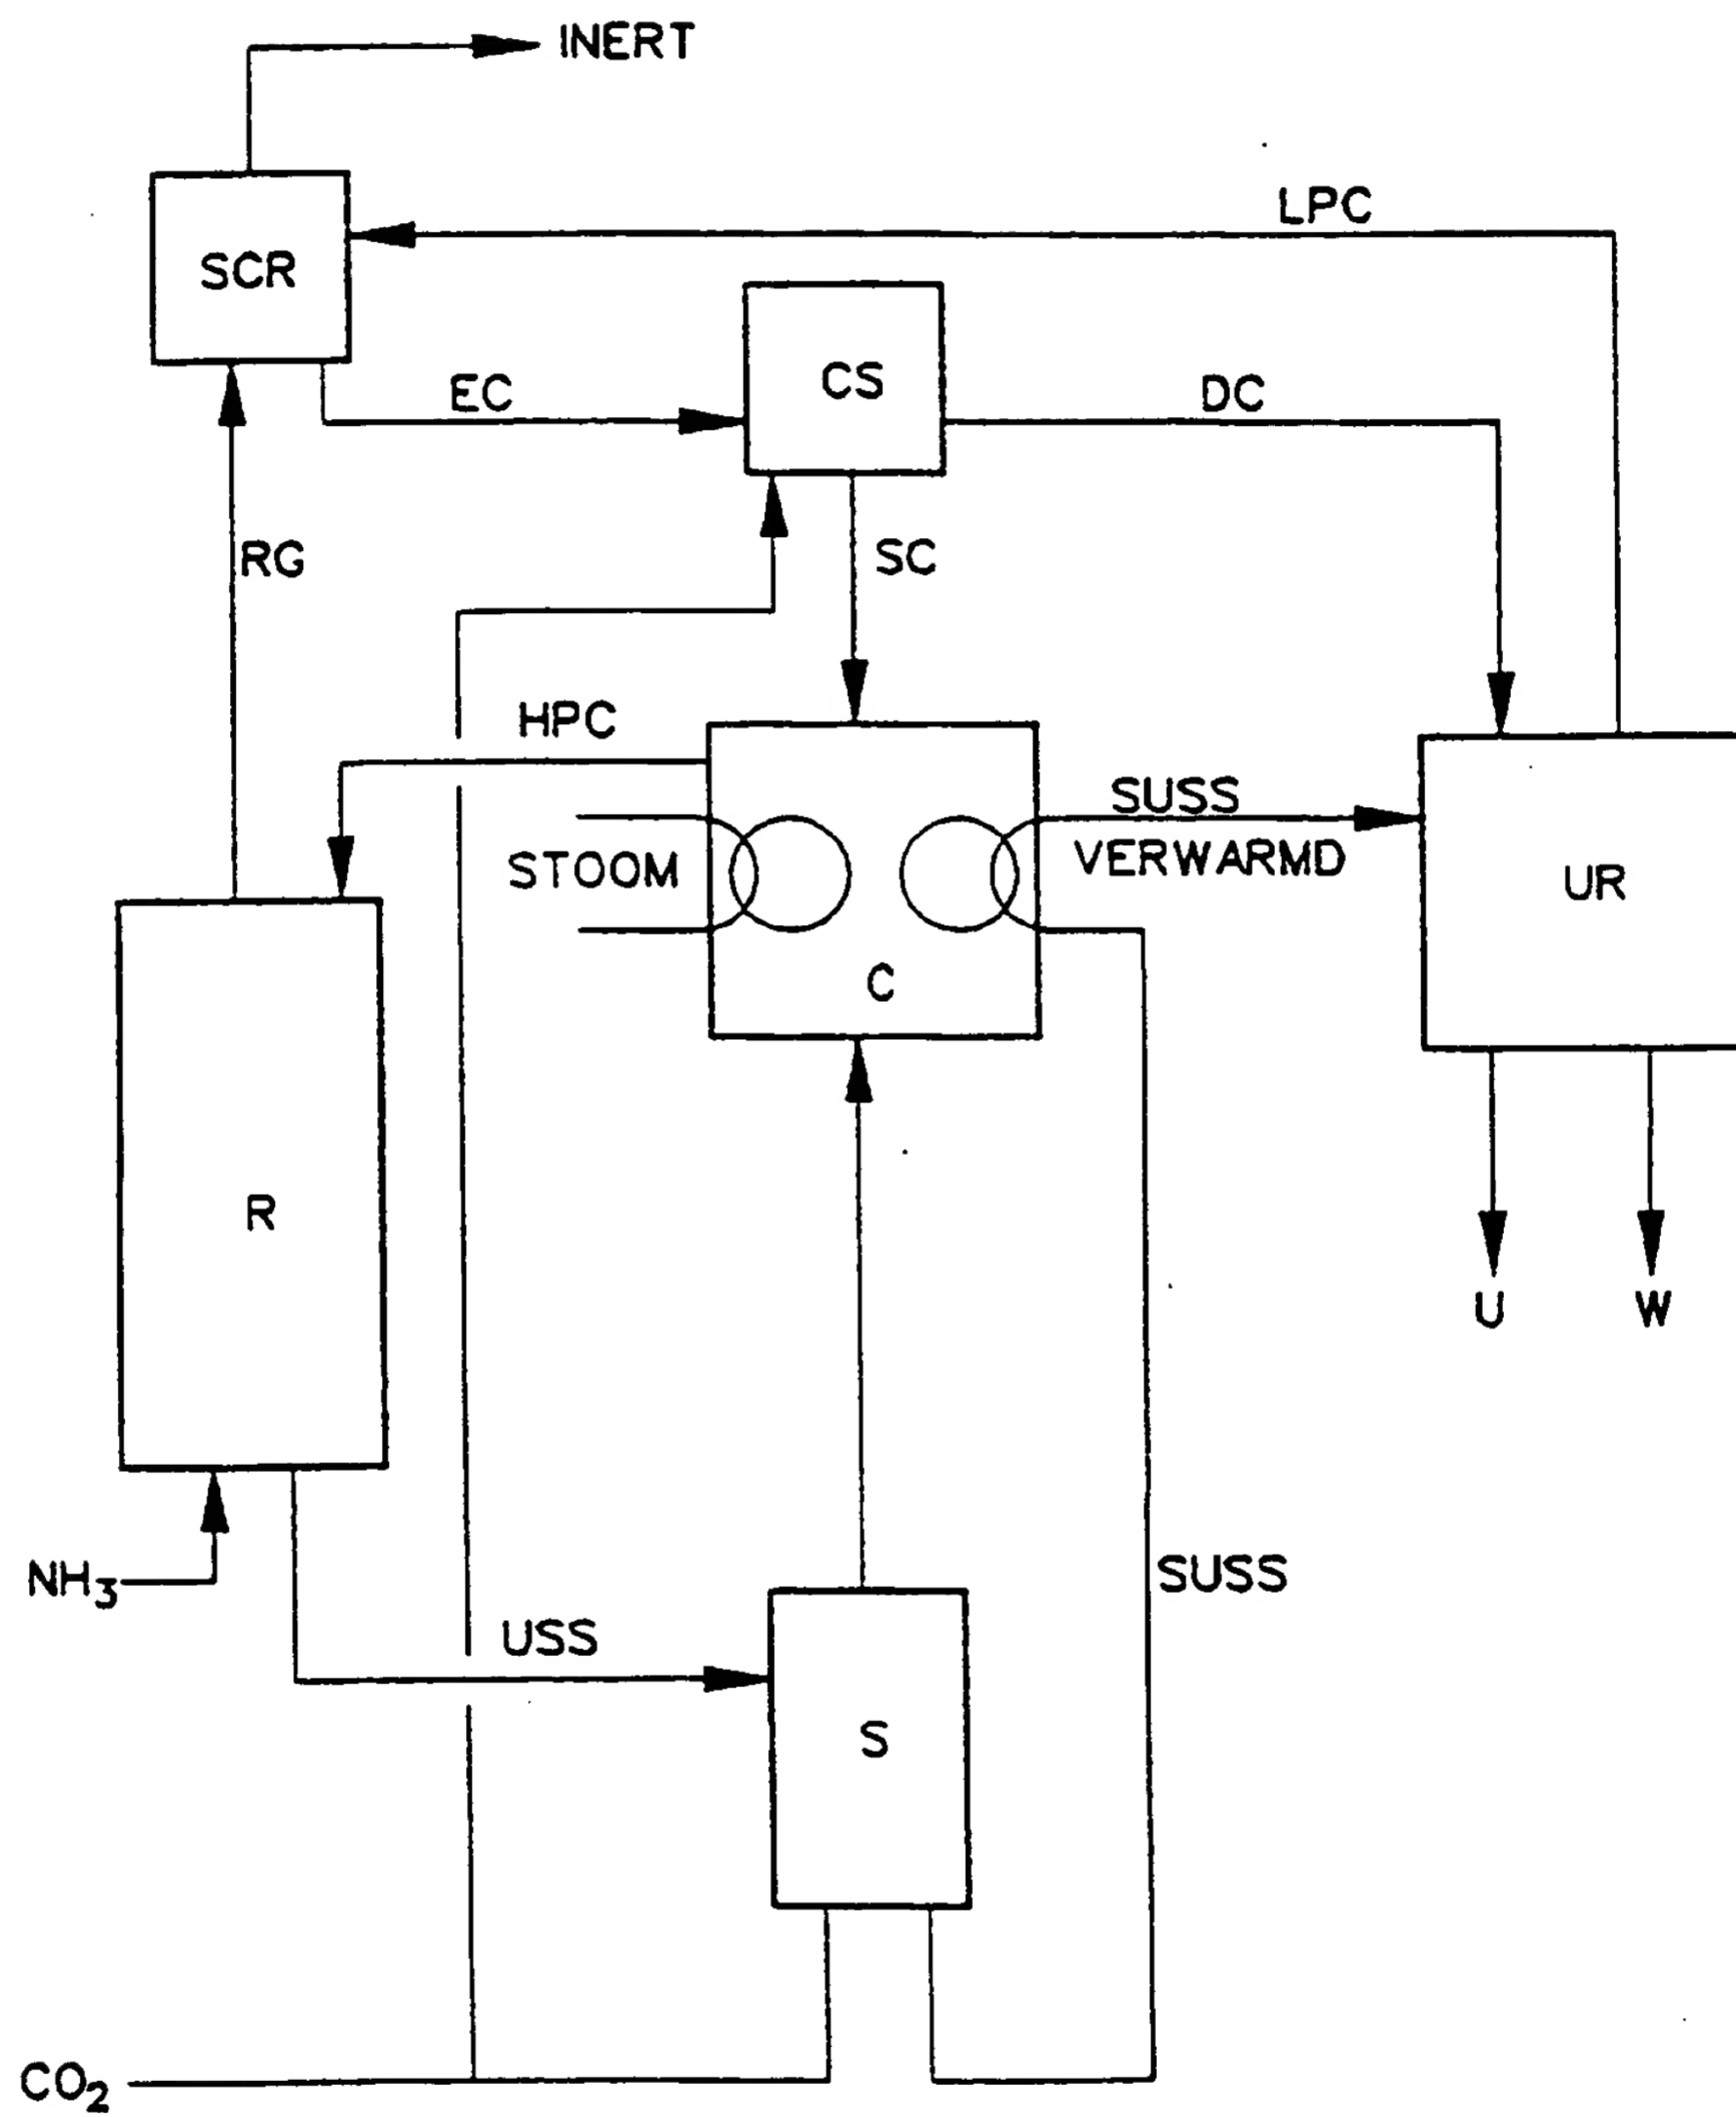 INERT
LPC
SCR
CS
EC
DC
RG
SC
HPC
SUSS
VERWARMD
STOOM
UR
C
R
U
W
NH₃
SUSS
USS
S
CO₂